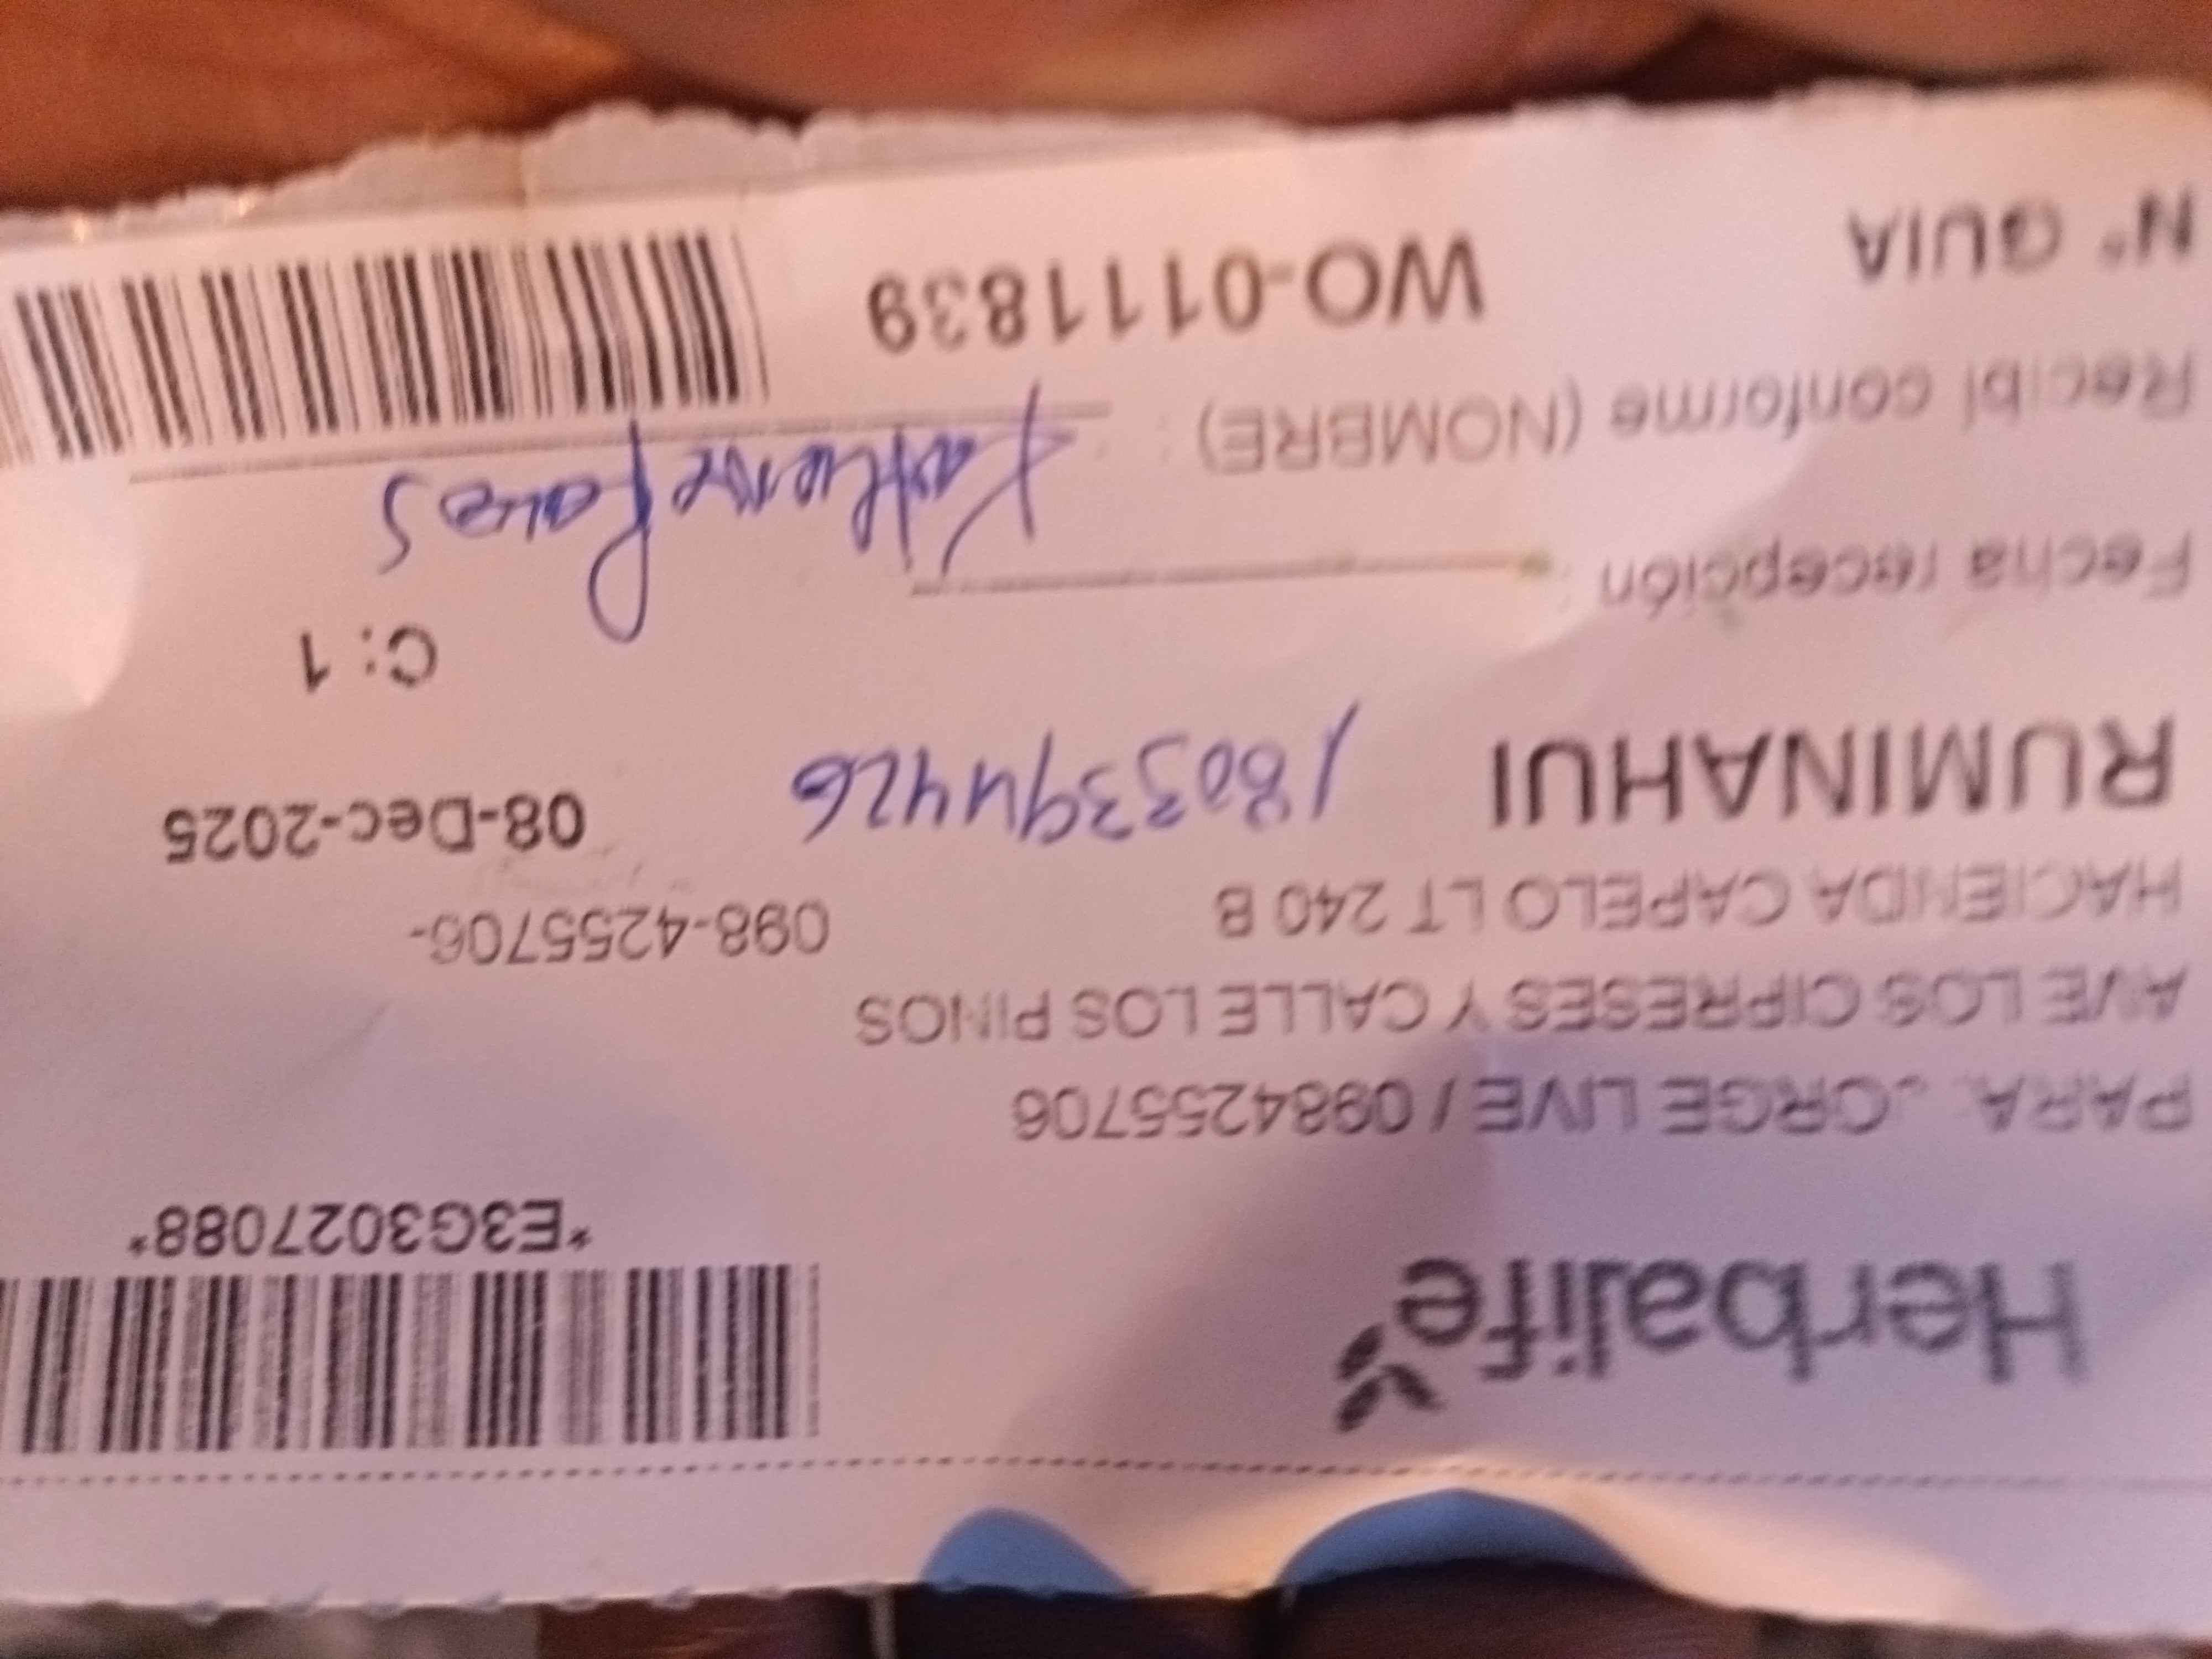 Herbalife
*E3G3027088*
PARA. JORGE LIVE / 0984255706
AVE LOS CIPRESES Y CALLE LOS PINOS
HACIENDA CAPELO LT 240 B
098-4255706-
RUMINAHUI
1803394426
08-Dec-2025
C: 1
Fecha recepción :
Recibí conforme (NOMBRE) :
N° GUIA
WO-0111839